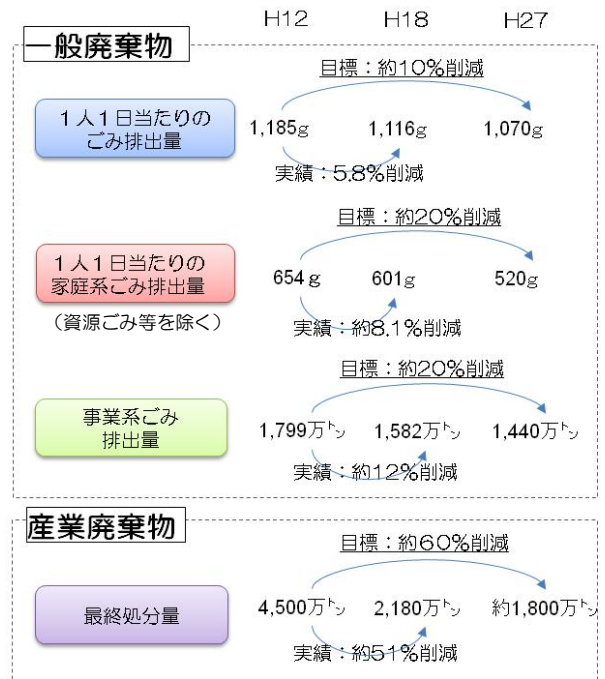 H12 H18 H27
一般廃棄物
目標：約10%削減
1人1日当たりの
ごみ排出量
1,185g 1,116g 1,070g
実績：5.8%削減
目標：約20%削減
1人1日当たりの
家庭系ごみ排出量
（資源ごみ等を除く）
654ｇ 601g 520g
実績：約8.1%削減
目標：約20%削減
事業系ごみ
排出量
1,799万㌧ 1,582万㌧ 1,440万㌧
実績：約12%削減
産業廃棄物
目標：約60%削減
最終処分量
4,500万㌧ 2,180万㌧ 約1,800万㌧
実績：約51%削減